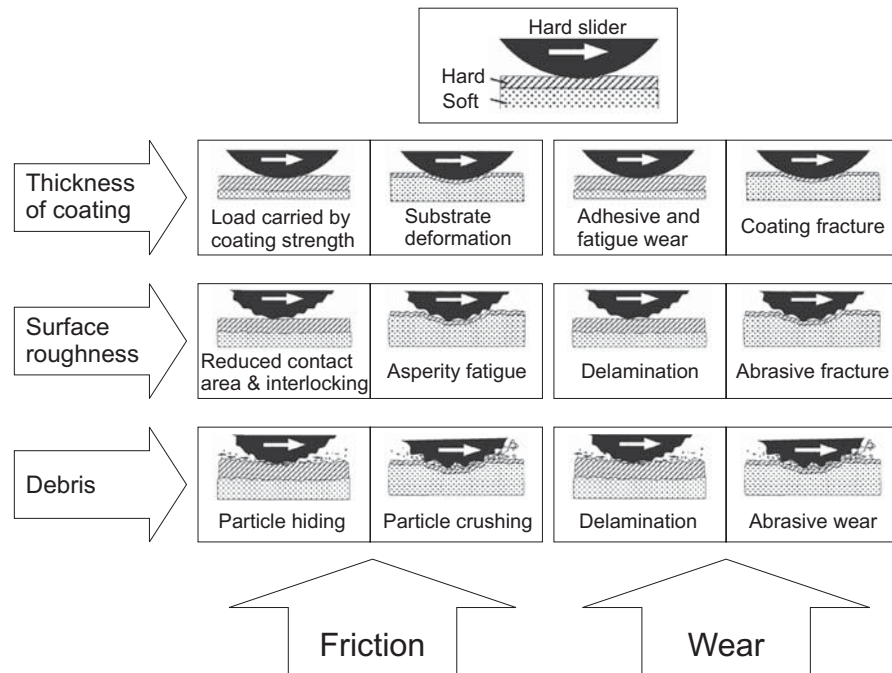 Hard slider
Hard
Soft
Thickness
of coating
Load carried by
coating strength
Substrate
deformation
Adhesive and
fatigue wear
Coating fracture
Surface
roughness
Reduced contact
area & interlocking
Asperity fatigue
Delamination
Abrasive fracture
Debris
Particle hiding
Particle crushing
Delamination
Abrasive wear
Friction
Wear